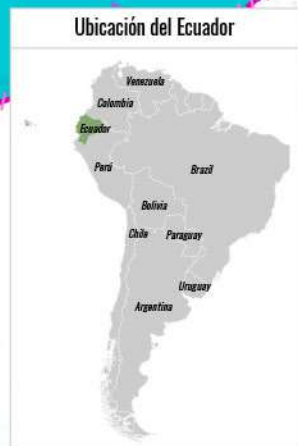 Ubicación del Ecuador
Venezuela
Colombia
Ecuador
Perú
Brazil
Bolivia
Chile
Paraguay
Uruguay
Argentina